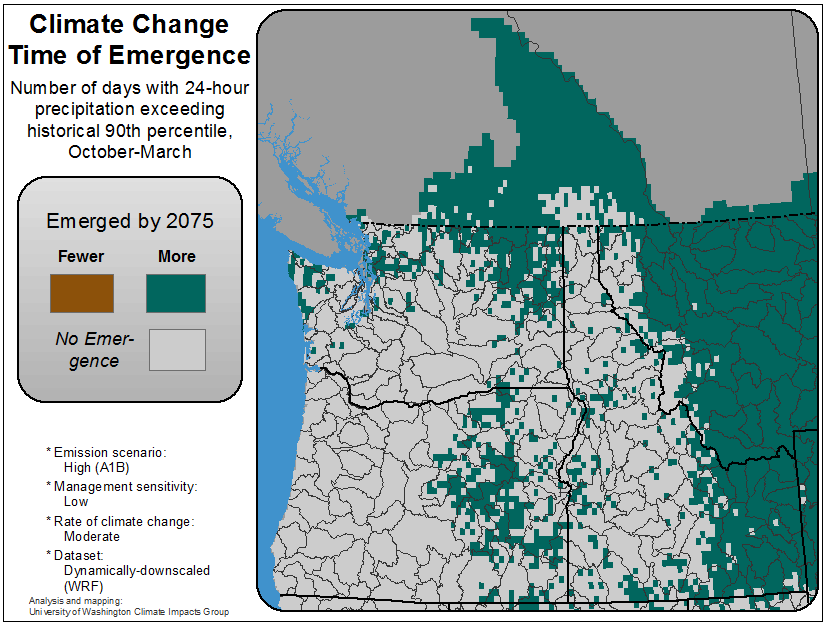 Climate Change
Time of Emergence
Number of days with 24-hour
precipitation exceeding
historical 90th percentile,
October-March
Emerged by 2075
Fewer
More
No Emer-
gence
* Emission scenario:
High (A1B)
* Management sensitivity:
Low
* Rate of climate change:
Moderate
* Dataset:
Dynamically-downscaled
(WRF)
Analysis and mapping:
University of Washington Climate Impacts Group